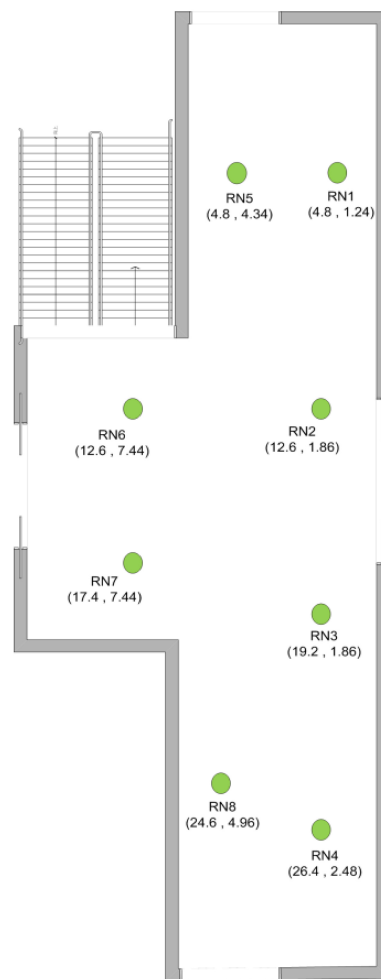 RN5
(4.8 , 4.34)
RN1
(4.8 , 1.24)
RN6
(12.6 , 7.44)
RN2
(12.6 , 1.86)
RN7
(17.4 , 7.44)
RN3
(19.2 , 1.86)
RN8
(24.6 , 4.96)
RN4
(26.4 , 2.48)